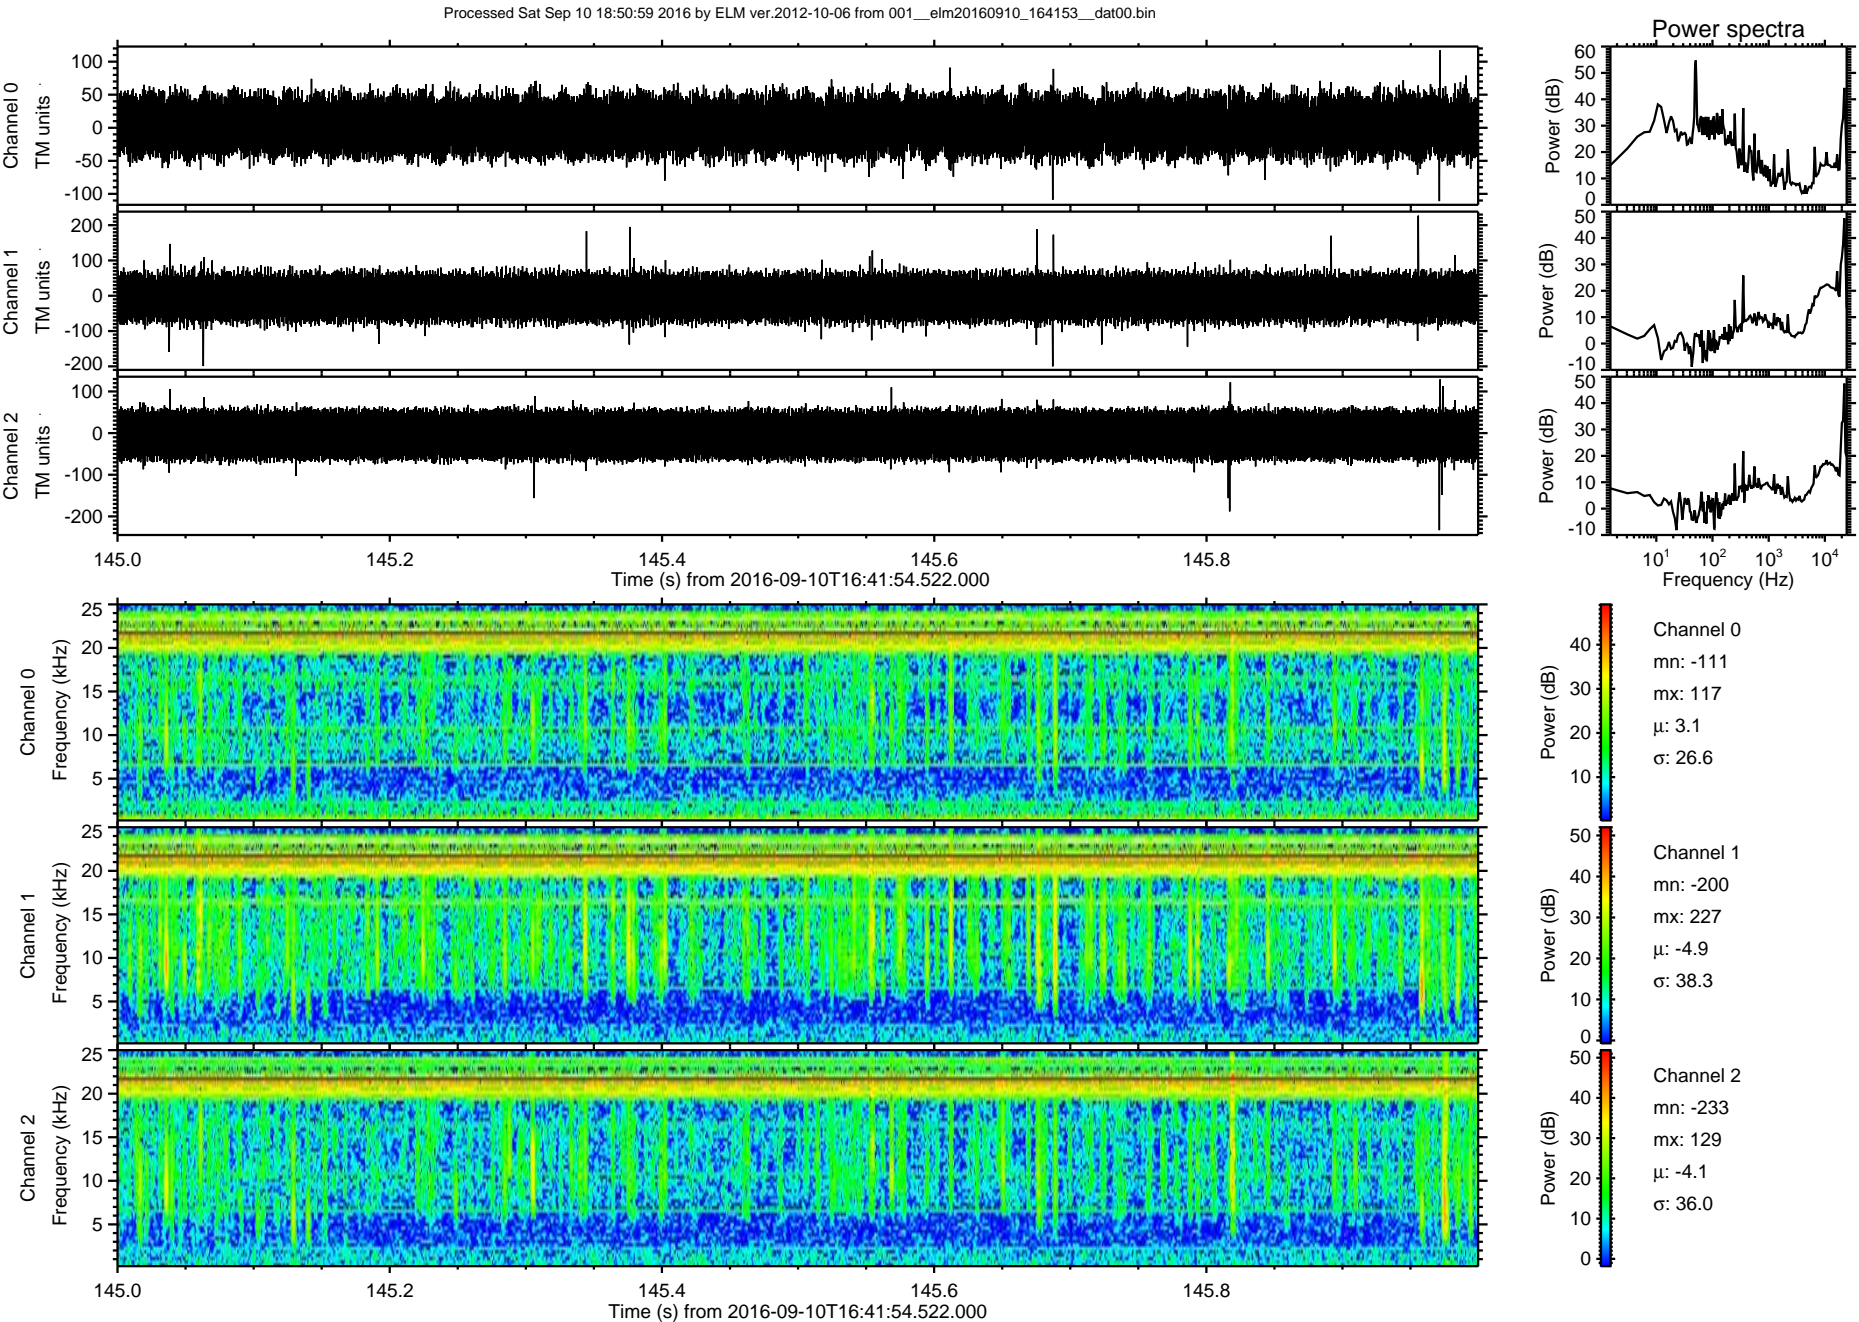 Processed Sat Sep 10 18:50:59 2016 by ELM ver.2012-10-06 from 001__elm20160910_164153__dat00.bin
Power spectra
Channel 0
TM units
100
50
0
-50
-100
Power (dB)
60
50
40
30
20
10
0
Channel 1
TM units
200
100
0
-100
-200
Power (dB)
50
40
30
20
10
0
-10
Channel 2
TM units
100
0
-100
-200
Power (dB)
50
40
30
20
10
0
-10
145.0 145.2 145.4 145.6 145.8
Time (s) from 2016-09-10T16:41:54.522.000
10^1 10^2 10^3 10^4
Frequency (Hz)
Channel 0
Frequency (kHz)
25
20
15
10
5
Power (dB)
40
30
20
10
Channel 0
mn: -111
mx: 117
μ: 3.1
σ: 26.6
Channel 1
Frequency (kHz)
25
20
15
10
5
Power (dB)
50
40
30
20
10
0
Channel 1
mn: -200
mx: 227
μ: -4.9
σ: 38.3
Channel 2
Frequency (kHz)
25
20
15
10
5
Power (dB)
50
40
30
20
10
0
Channel 2
mn: -233
mx: 129
μ: -4.1
σ: 36.0
145.0 145.2 145.4 145.6 145.8
Time (s) from 2016-09-10T16:41:54.522.000